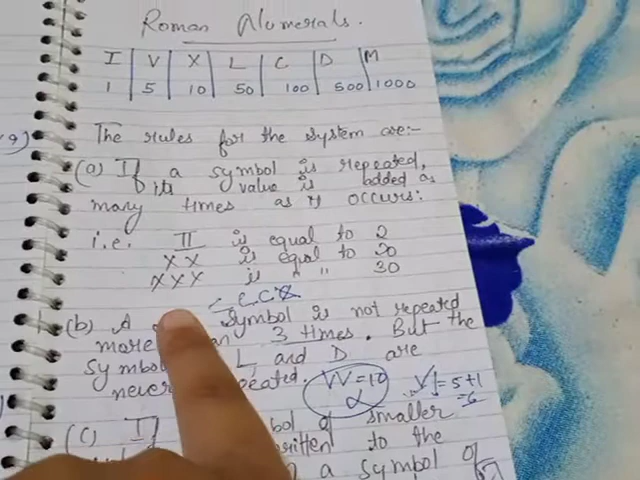 Roman Numerals.
I V X L C D M
1 5 10 50 100 500 1000
The rules for the system are:-
(a) If a symbol is repeated,
its value is added as
many times as it occurs:
i.e. II is equal to 2
XX is equal to 20
XXX is " " 30
(b) A symbol is not repeated
more than 3 times. But the
L, and D are
never repeated. VV=10 VI=5+1
=6
(c) If of smaller
written to the
a symbol of